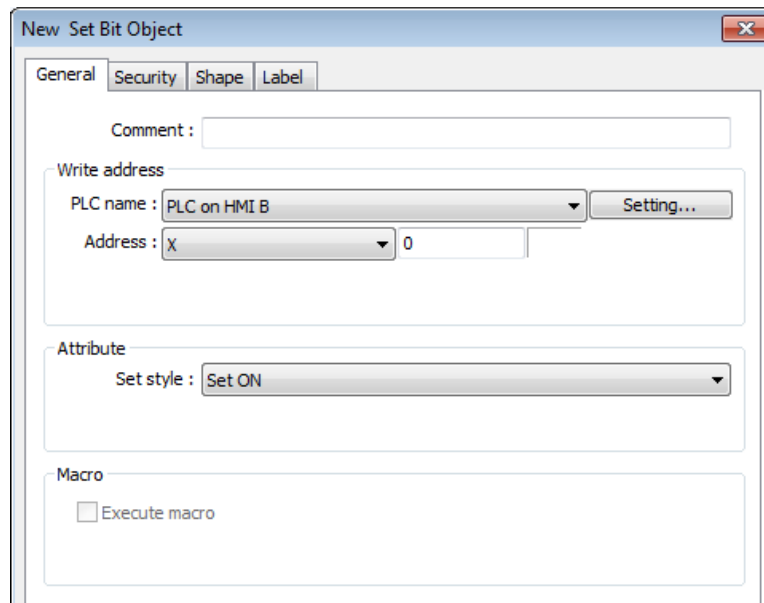 New Set Bit Object
General Security Shape Label
Comment :
Write address
PLC name : PLC on HMI B Setting...
Address : X 0
Attribute
Set style : Set ON
Macro
Execute macro